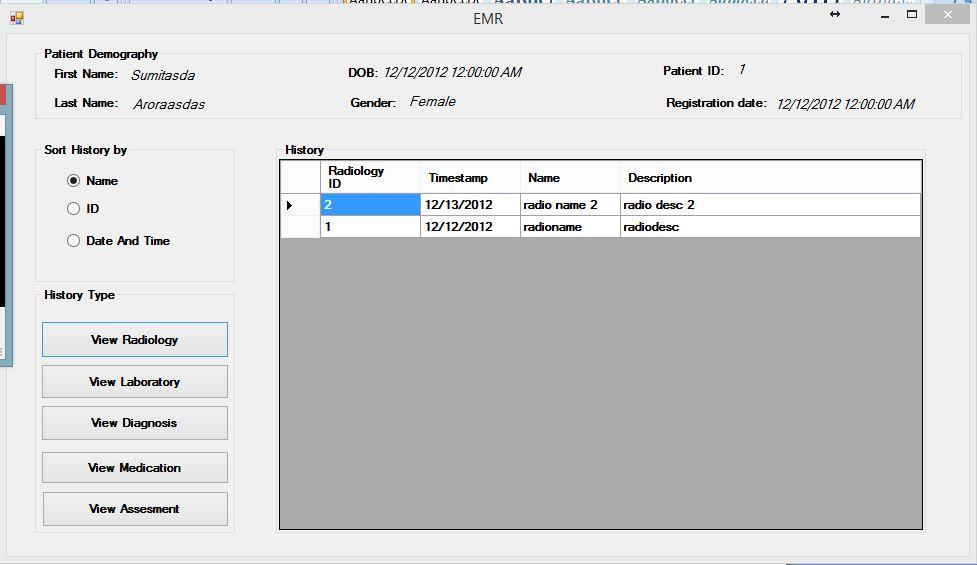 EMR
Patient Demography
First Name: Sumitasda DOB: 12/12/2012 12:00:00 AM Patient ID: 1
Last Name: Aroraasdas Gender: Female Registration date: 12/12/2012 12:00:00 AM
Sort History by
Name
ID
Date And Time
History Type
View Radiology
View Laboratory
View Diagnosis
View Medication
View Assesment
History
Radiology ID Timestamp Name Description
2 12/13/2012 radio name 2 radio desc 2
1 12/12/2012 radioname radiodesc